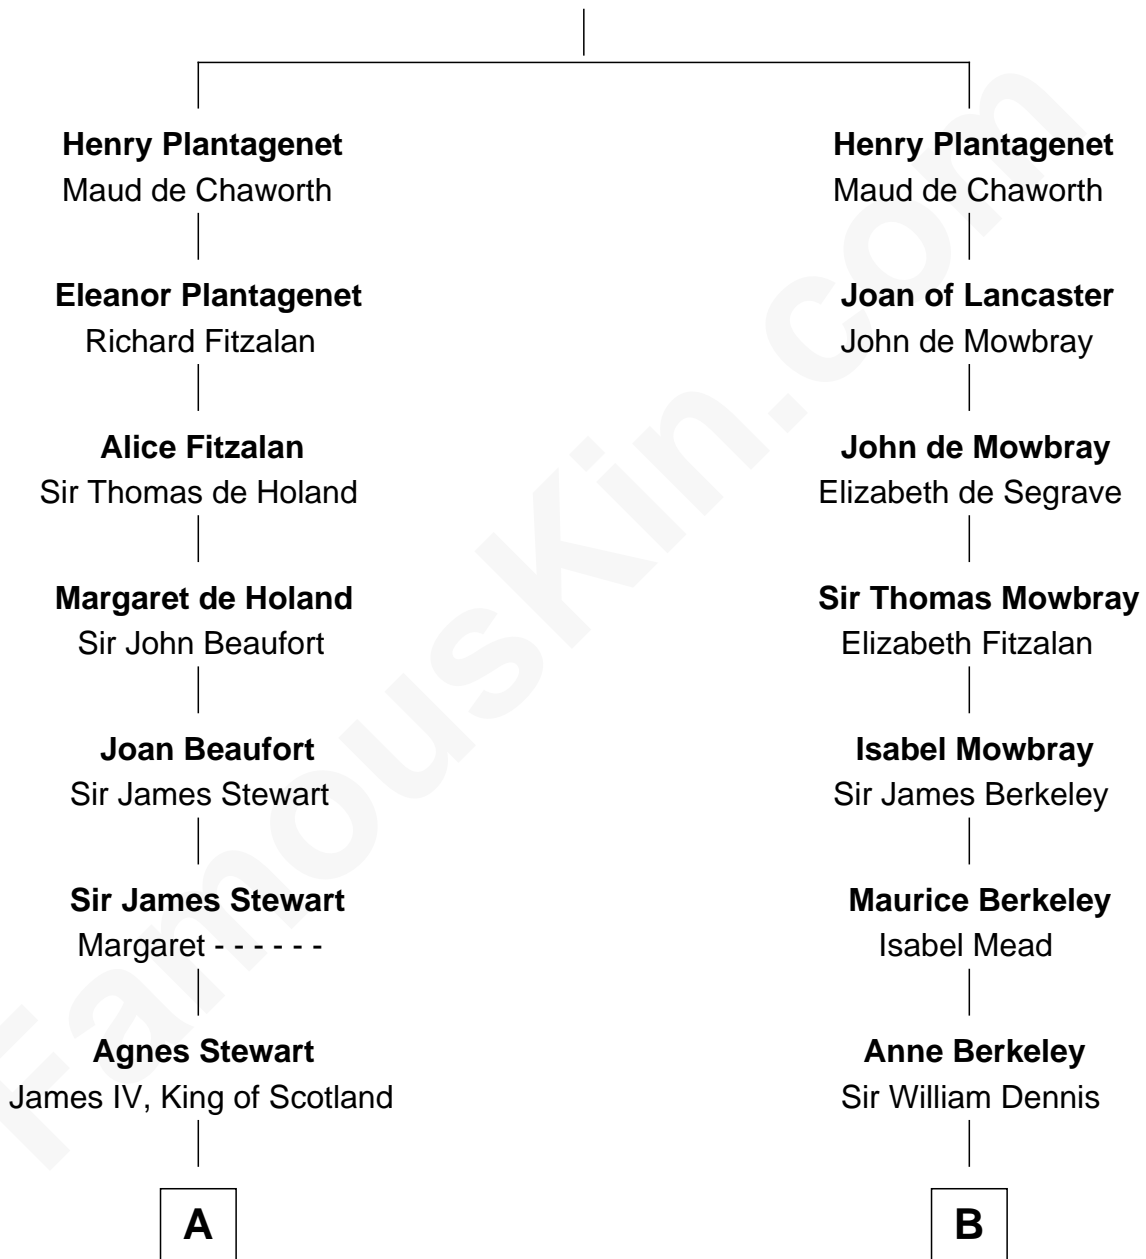 Henry Plantagenet
Maud de Chaworth
Eleanor Plantagenet
Richard Fitzalan
Alice Fitzalan
Sir Thomas de Holand
Margaret de Holand
Sir John Beaufort
Joan Beaufort
Sir James Stewart
Sir James Stewart
Margaret - - - - - -
Agnes Stewart
James IV, King of Scotland
A
Henry Plantagenet
Maud de Chaworth
Joan of Lancaster
John de Mowbray
John de Mowbray
Elizabeth de Segrave
Sir Thomas Mowbray
Elizabeth Fitzalan
Isabel Mowbray
Sir James Berkeley
Maurice Berkeley
Isabel Mead
Anne Berkeley
Sir William Dennis
B
FamousKin.com